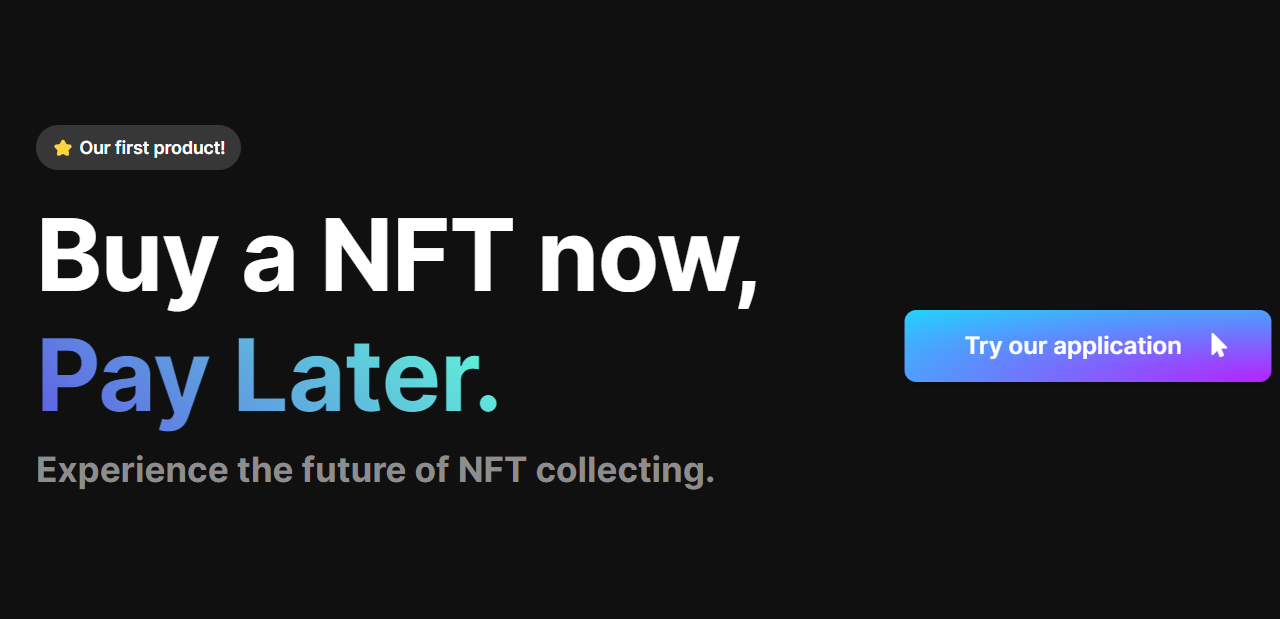 Our first product!
Buy a NFT now,
Pay Later.
Experience the future of NFT collecting.
Try our application